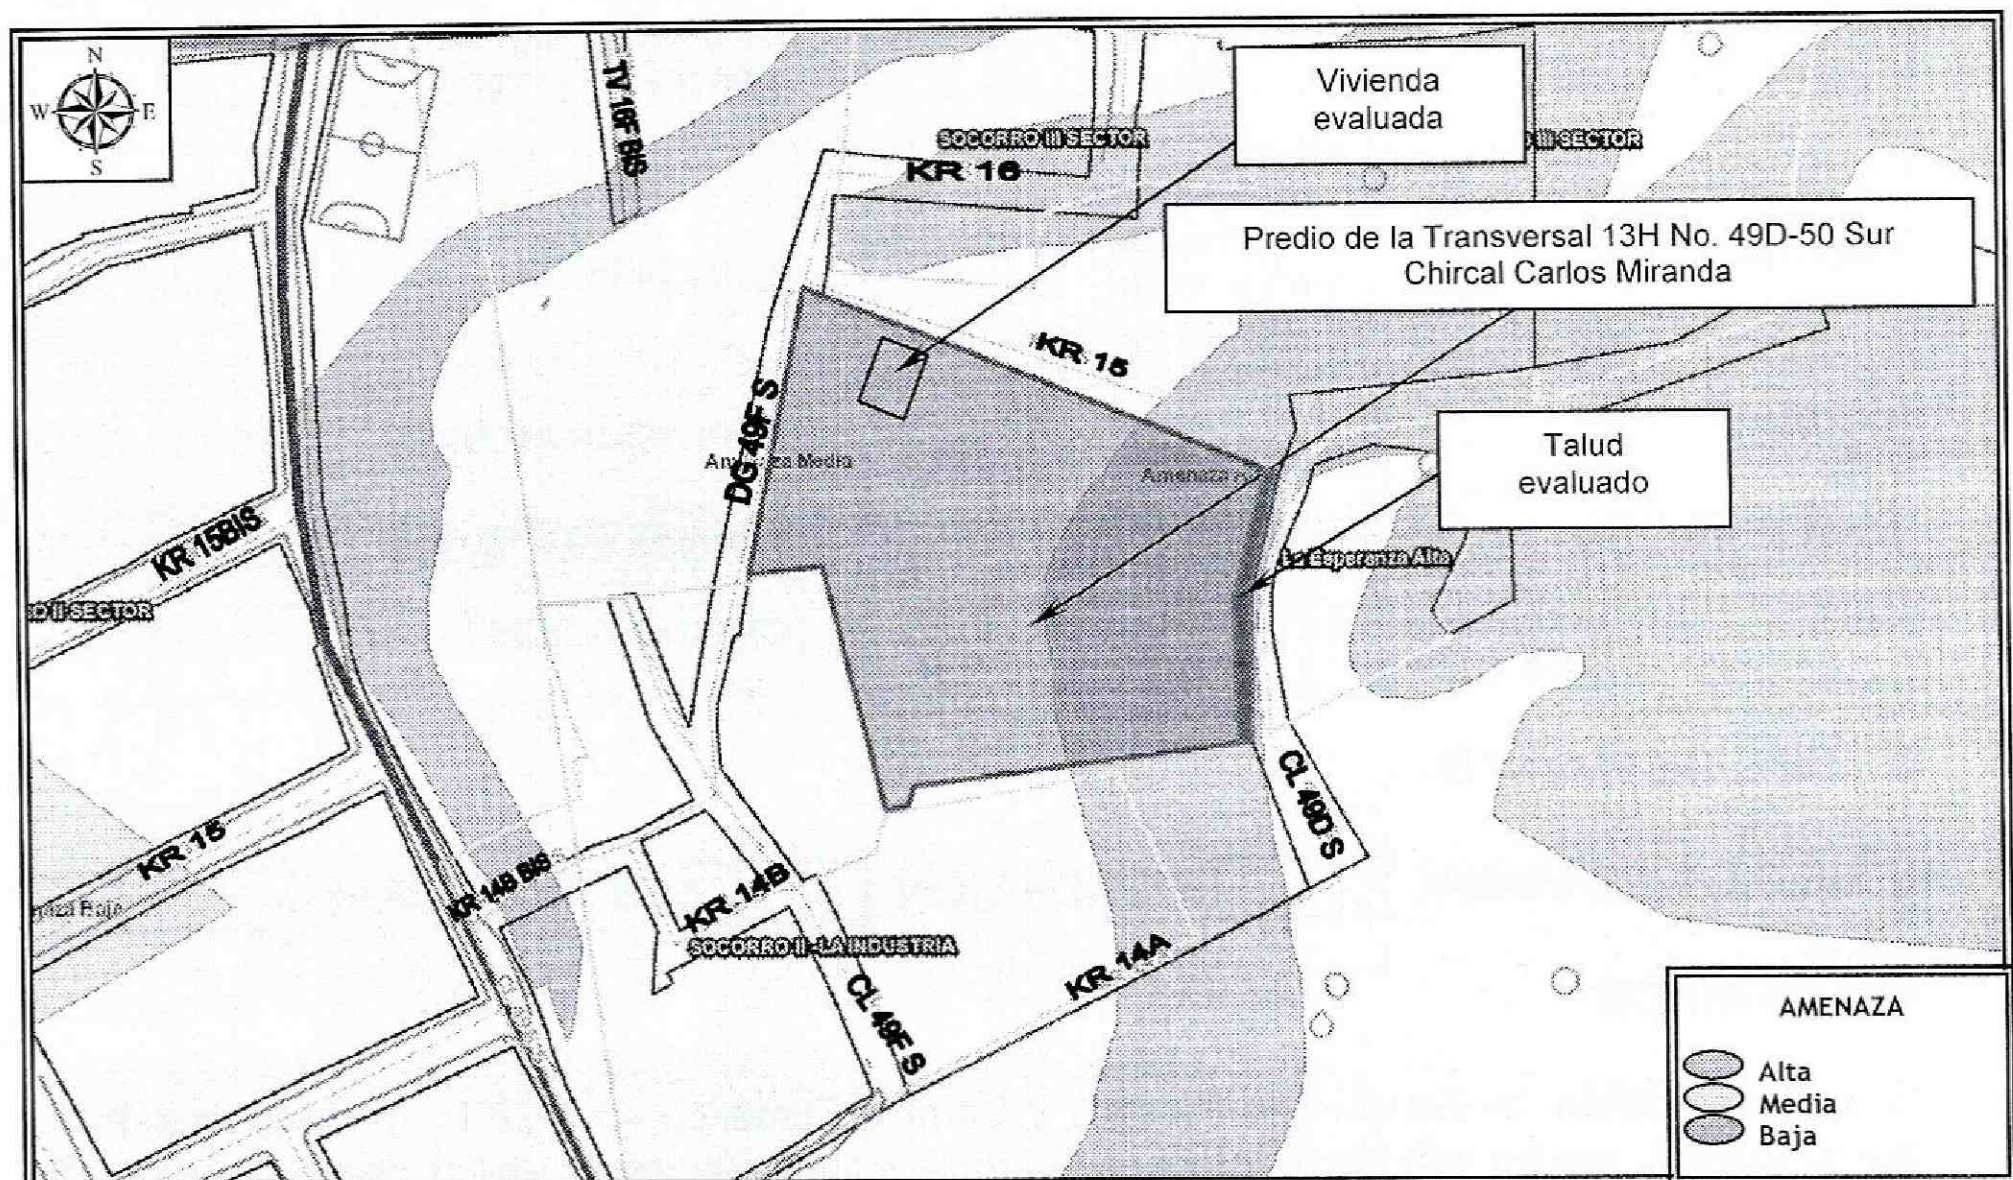 N
W
E
S
TV 16F BIS
Vivienda
evaluada
SOCORRO III SECTOR
III SECTOR
KR 16
Predio de la Transversal 13H No. 49D-50 Sur
Chircal Carlos Miranda
KR 15
DG 49F S
Media
Amenaza
Talud
evaluado
La Esperanza Alta
KR 15BIS
II SECTOR
CL 49D S
KR 15
KR 14B BIS
KR 14B
SOCORRO II - LA INDUSTRIA
KR 14A
CL 49F S
AMENAZA
Alta
Media
Baja